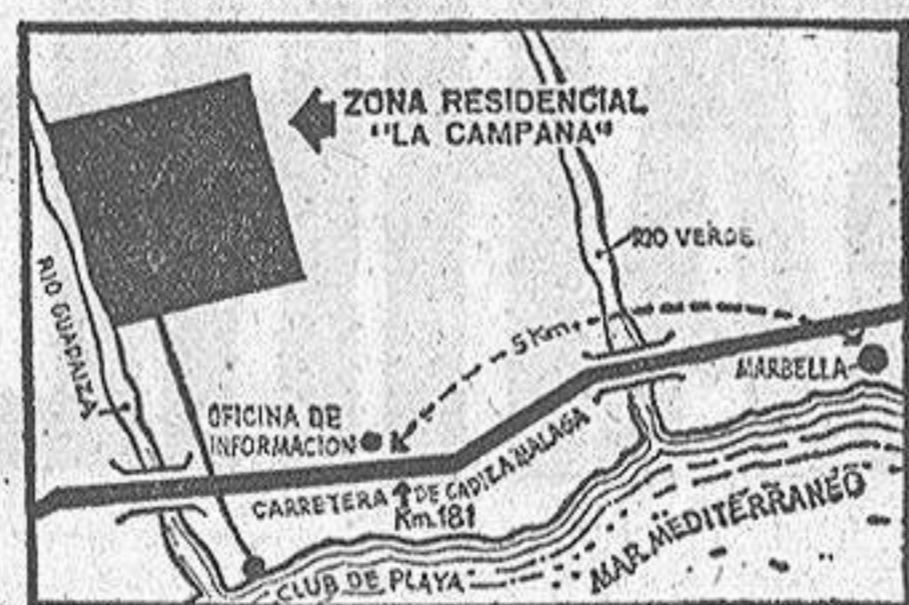 ZONA RESIDENCIAL
"LA CAMPANA"
RIO VERDE
RIO GUADAIZA
5 Km.
MARBELLA
OFICINA DE
INFORMACION
CARRETERA DE CADIZ A MALAGA
Km.181
CLUB DE PLAYA
MAR MEDITERRANEO